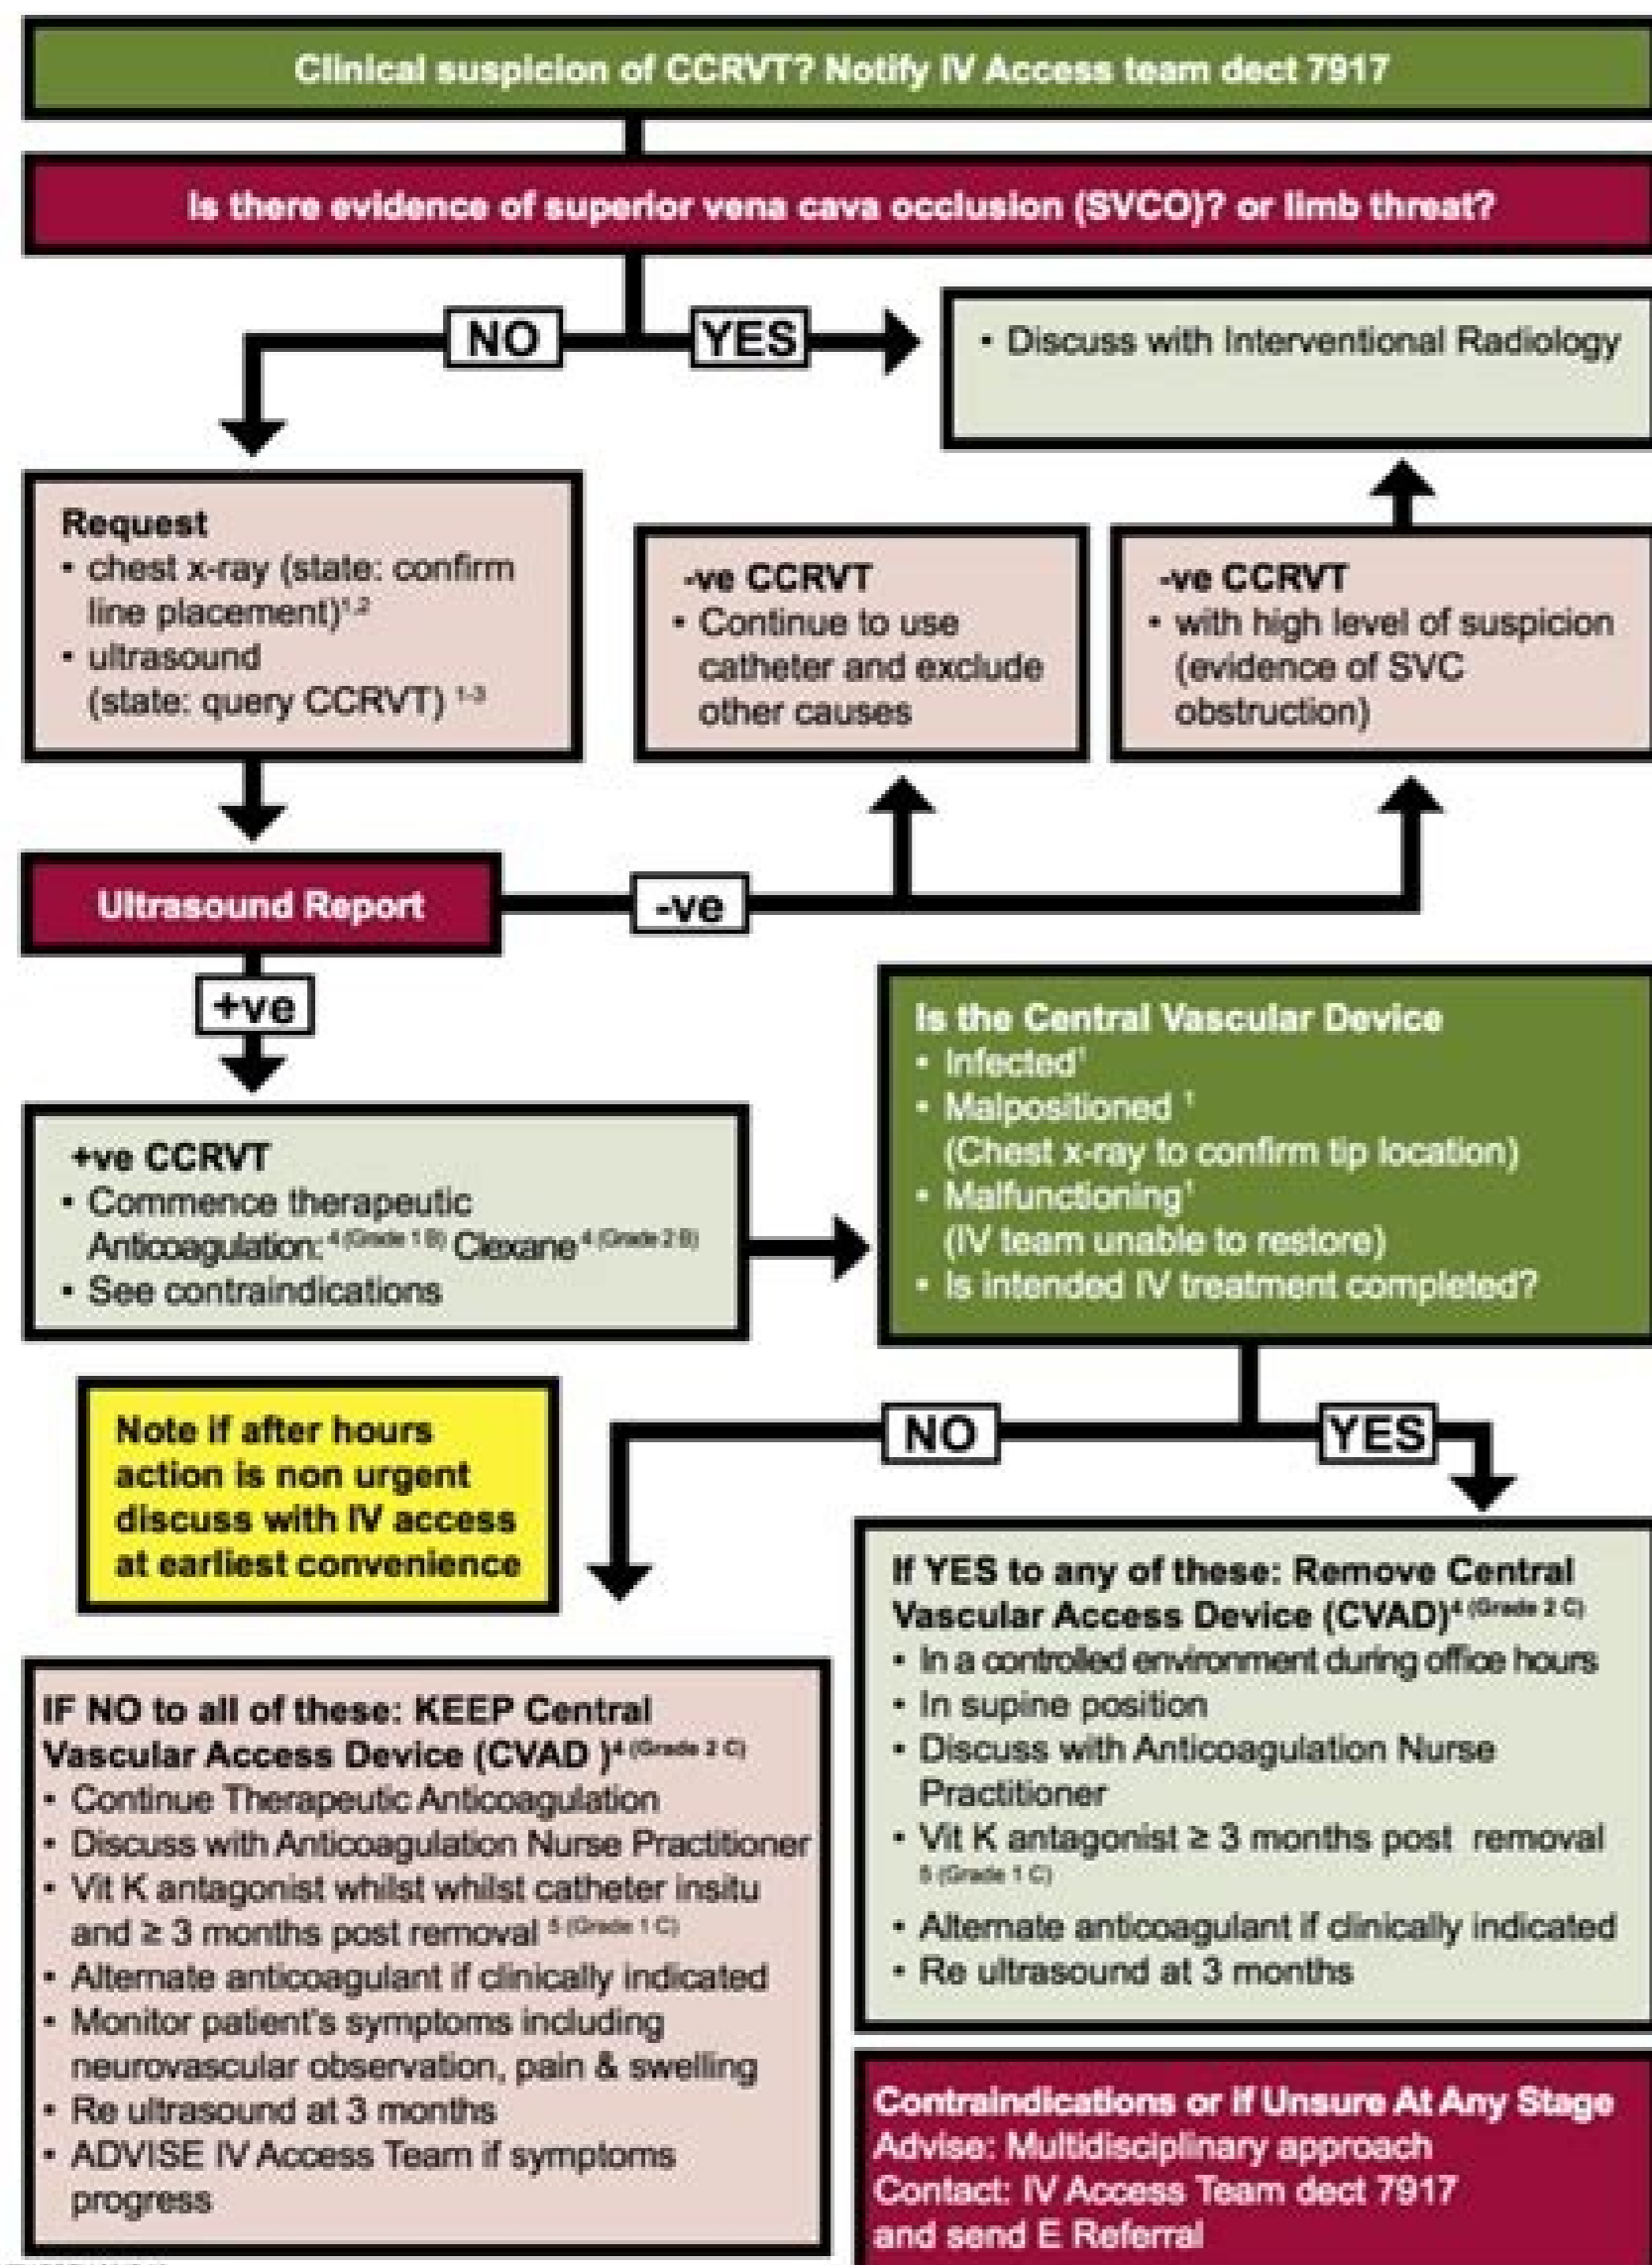 Clinical suspicion of CCRVT? Notify IV Access team dect 7917
Is there evidence of superior vena cava occlusion (SVCO)? or limb threat?
NO
YES
• Discuss with Interventional Radiology
Request
• chest x-ray (state: confirm
line placement)1,2
• ultrasound
(state: query CCRVT) 1-3
-ve CCRVT
• Continue to use
catheter and exclude
other causes
-ve CCRVT
• with high level of suspicion
(evidence of SVC
obstruction)
Ultrasound Report
-ve
+ve
+ve CCRVT
• Commence therapeutic
Anticoagulation: 4 (Grade 1 B) Clexane 4 (Grade 2 B)
• See contraindications
Is the Central Vascular Device
• Infected1
• Malpositioned 1
(Chest x-ray to confirm tip location)
• Malfunctioning1
(IV team unable to restore)
• Is intended IV treatment completed?
Note if after hours
action is non urgent
discuss with IV access
at earliest convenience
NO
YES
IF NO to all of these: KEEP Central
Vascular Access Device (CVAD )4 (Grade 2 C)
• Continue Therapeutic Anticoagulation
• Discuss with Anticoagulation Nurse Practitioner
• Vit K antagonist whilst whilst catheter insitu
and ≥ 3 months post removal 5 (Grade 1 C)
• Alternate anticoagulant if clinically indicated
• Monitor patient's symptoms including
neurovascular observation, pain & swelling
• Re ultrasound at 3 months
• ADVISE IV Access Team if symptoms
progress
If YES to any of these: Remove Central
Vascular Access Device (CVAD)4 (Grade 2 C)
• In a controlled environment during office hours
• In supine position
• Discuss with Anticoagulation Nurse
Practitioner
• Vit K antagonist ≥ 3 months post removal
5 (Grade 1 C)
• Alternate anticoagulant if clinically indicated
• Re ultrasound at 3 months
Contraindications or if Unsure At Any Stage
Advise: Multidisciplinary approach
Contact: IV Access Team dect 7917
and send E Referral